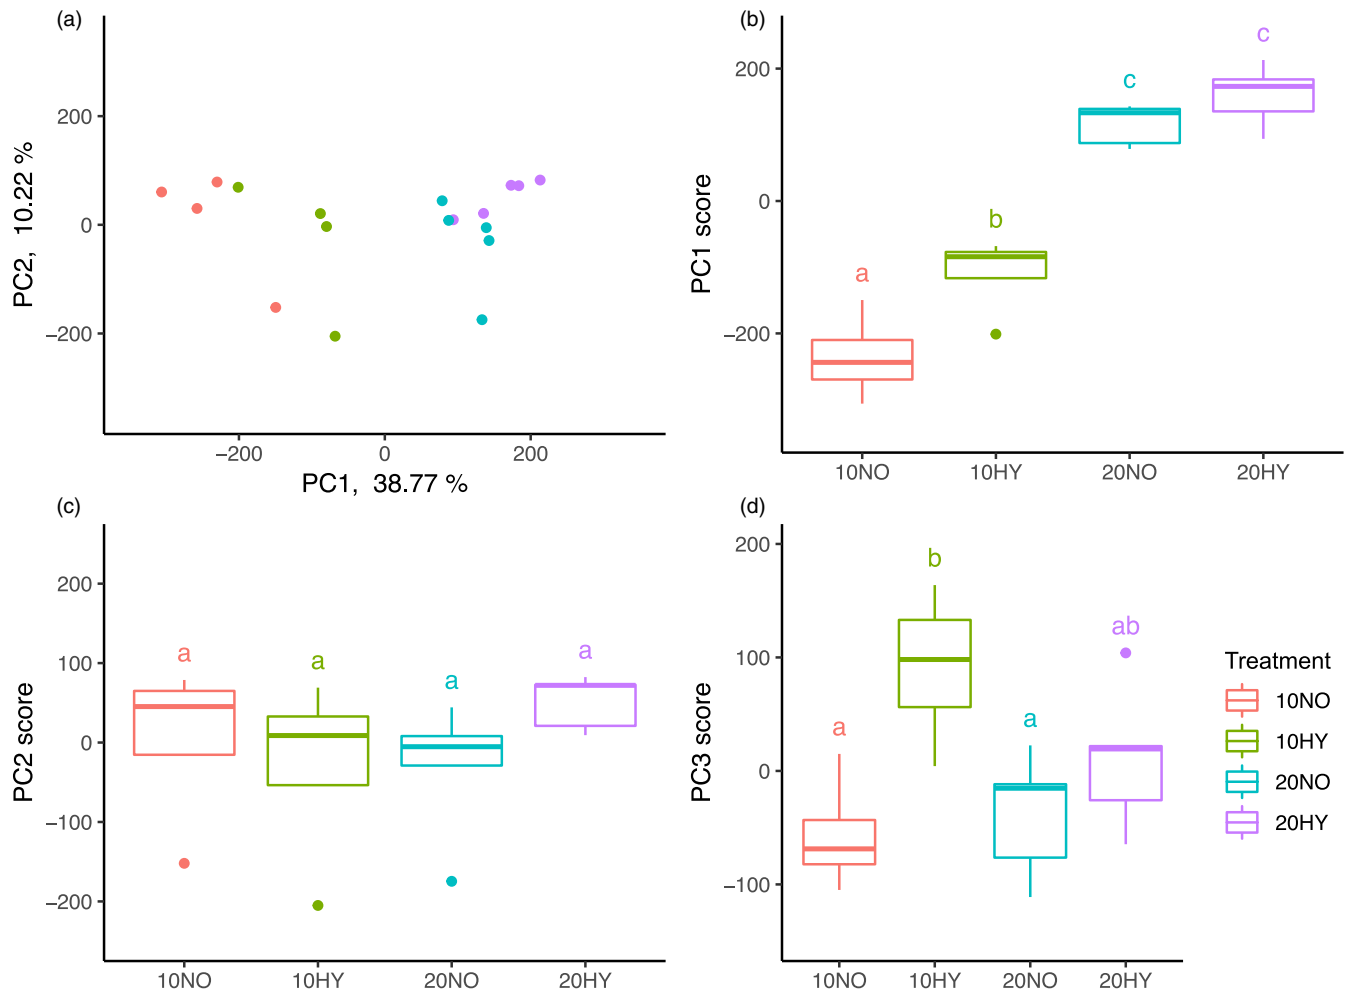 (a)
PC2, 10.22 %
200
0
−200
−200
0
200
PC1, 38.77 %
(b)
PC1 score
200
0
−200
a
b
c
c
10NO
10HY
20NO
20HY
(c)
PC2 score
200
100
0
−100
−200
a
a
a
a
10NO
10HY
20NO
20HY
(d)
PC3 score
200
100
0
−100
a
b
a
ab
10NO
10HY
20NO
20HY
Treatment
10NO
10HY
20NO
20HY